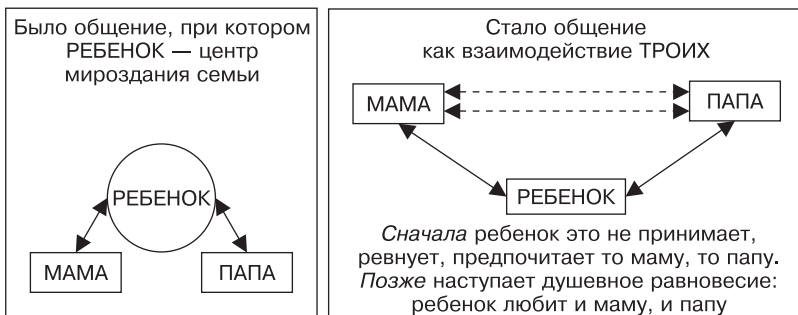 Было общение, при котором
РЕБЕНОК — центр
мироздания семьи
РЕБЕНОК
МАМА
ПАПА
Стало общение
как взаимодействие ТРОИХ
МАМА
ПАПА
РЕБЕНОК
Сначала ребенок это не принимает,
ревнует, предпочитает то маму, то папу.
Позже наступает душевное равновесие:
ребенок любит и маму, и папу